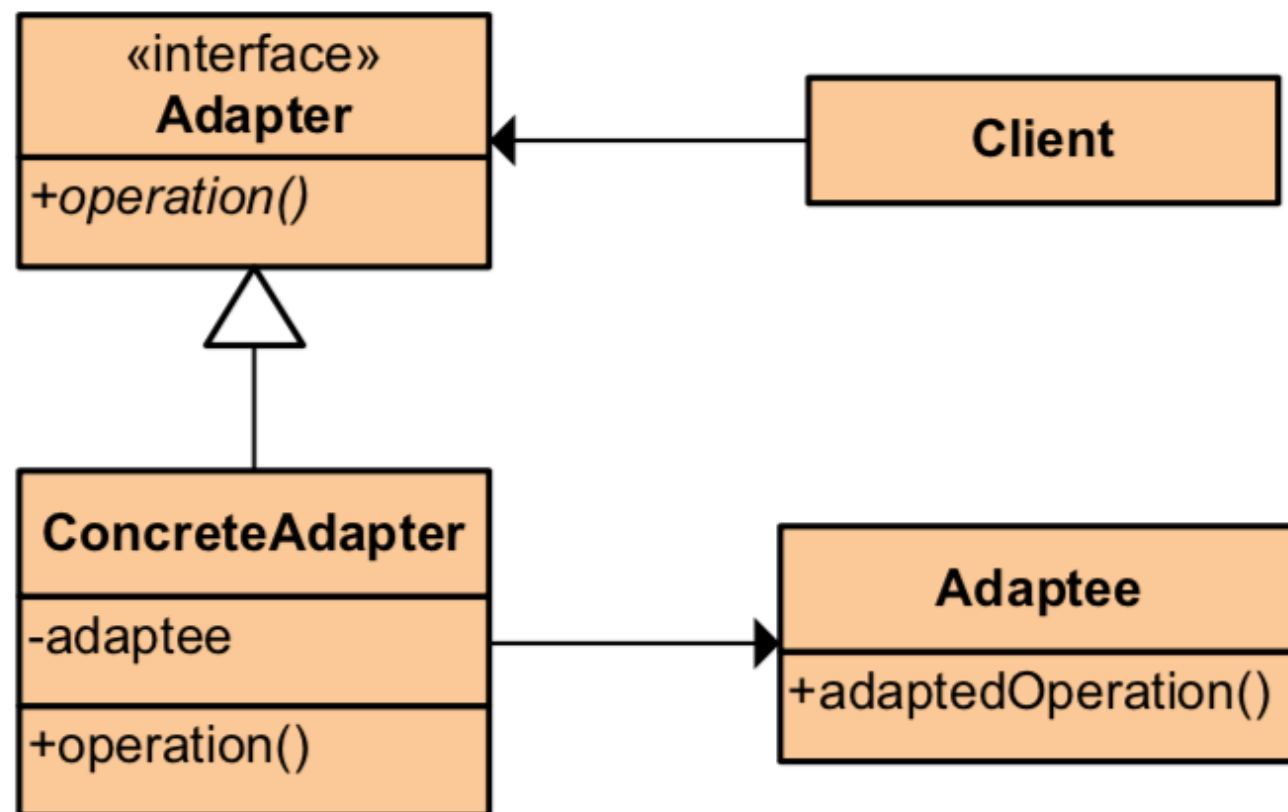 «interface»
Adapter
+operation()
Client
ConcreteAdapter
-adaptee
+operation()
Adaptee
+adaptedOperation()